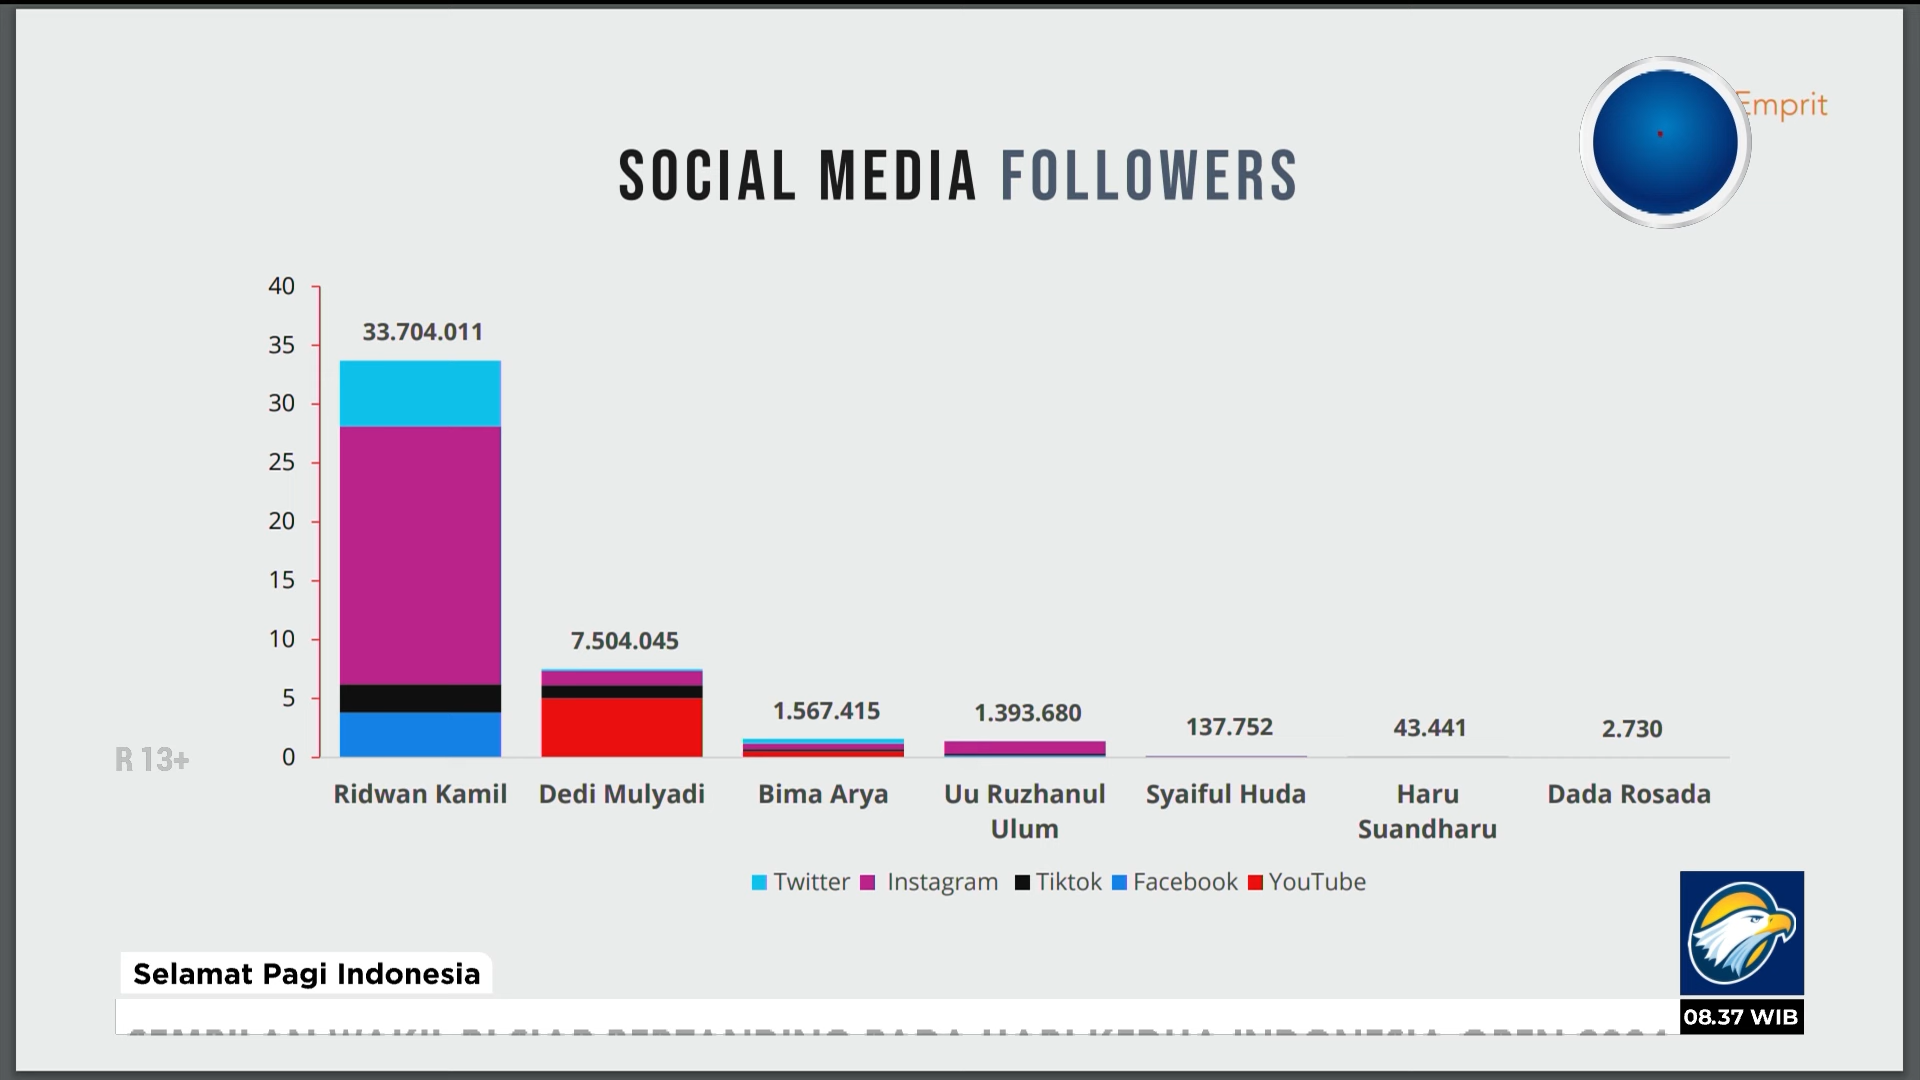 Emprit
SOCIAL MEDIA FOLLOWERS
40
35
30
25
20
15
10
5
0
33.704.011
7.504.045
1.567.415
1.393.680
137.752
43.441
2.730
Ridwan Kamil
Dedi Mulyadi
Bima Arya
Uu Ruzhanul
Ulum
Syaiful Huda
Haru
Suandharu
Dada Rosada
Twitter Instagram Tiktok Facebook YouTube
R 13+
Selamat Pagi Indonesia
08.37 WIB